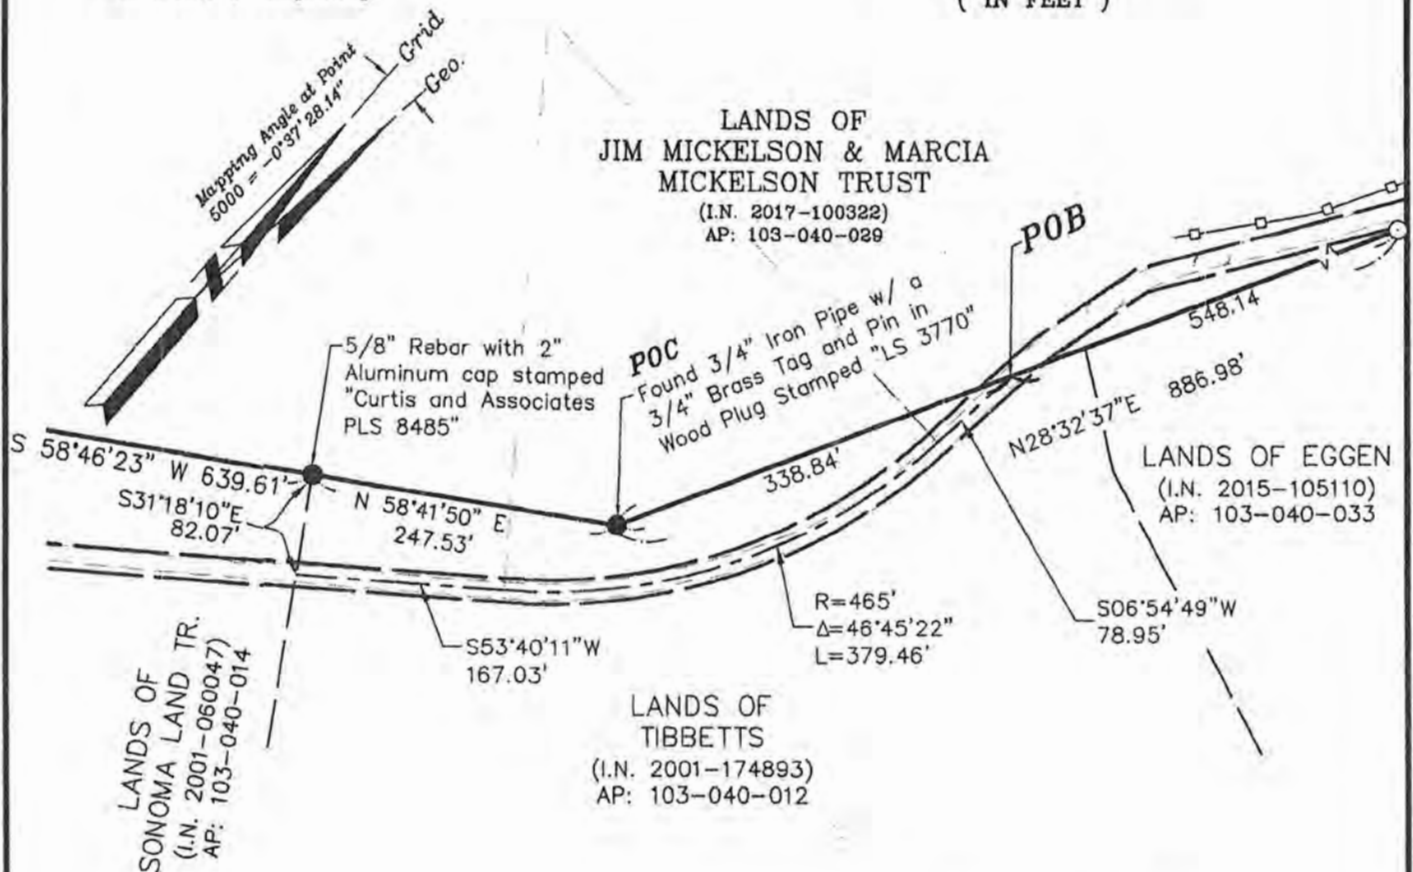 ( IN FEET )
Grid
Geo.
Mapping Angle at Point
5000 = -0°37'28.14"
LANDS OF
JIM MICKELSON & MARCIA
MICKELSON TRUST
(I.N. 2017-100322)
AP: 103-040-029
POB
5/8" Rebar with 2"
Aluminum cap stamped
"Curtis and Associates
PLS 8485"
POC
Found 3/4" Iron Pipe w/ a
3/4" Brass Tag and Pin in
Wood Plug Stamped "LS 3770"
548.14
886.98'
N28°32'37"E
338.84'
LANDS OF EGGEN
(I.N. 2015-105110)
AP: 103-040-033
S 58°46'23" W 639.61'
S31°18'10"E
82.07'
N 58°41'50" E
247.53'
R=465'
Δ=46°45'22"
L=379.46'
S06°54'49"W
78.95'
S53°40'11"W
167.03'
LANDS OF
TIBBETTS
(I.N. 2001-174893)
AP: 103-040-012
LANDS OF
SONOMA LAND TR.
(I.N. 2001-060047)
AP: 103-040-014